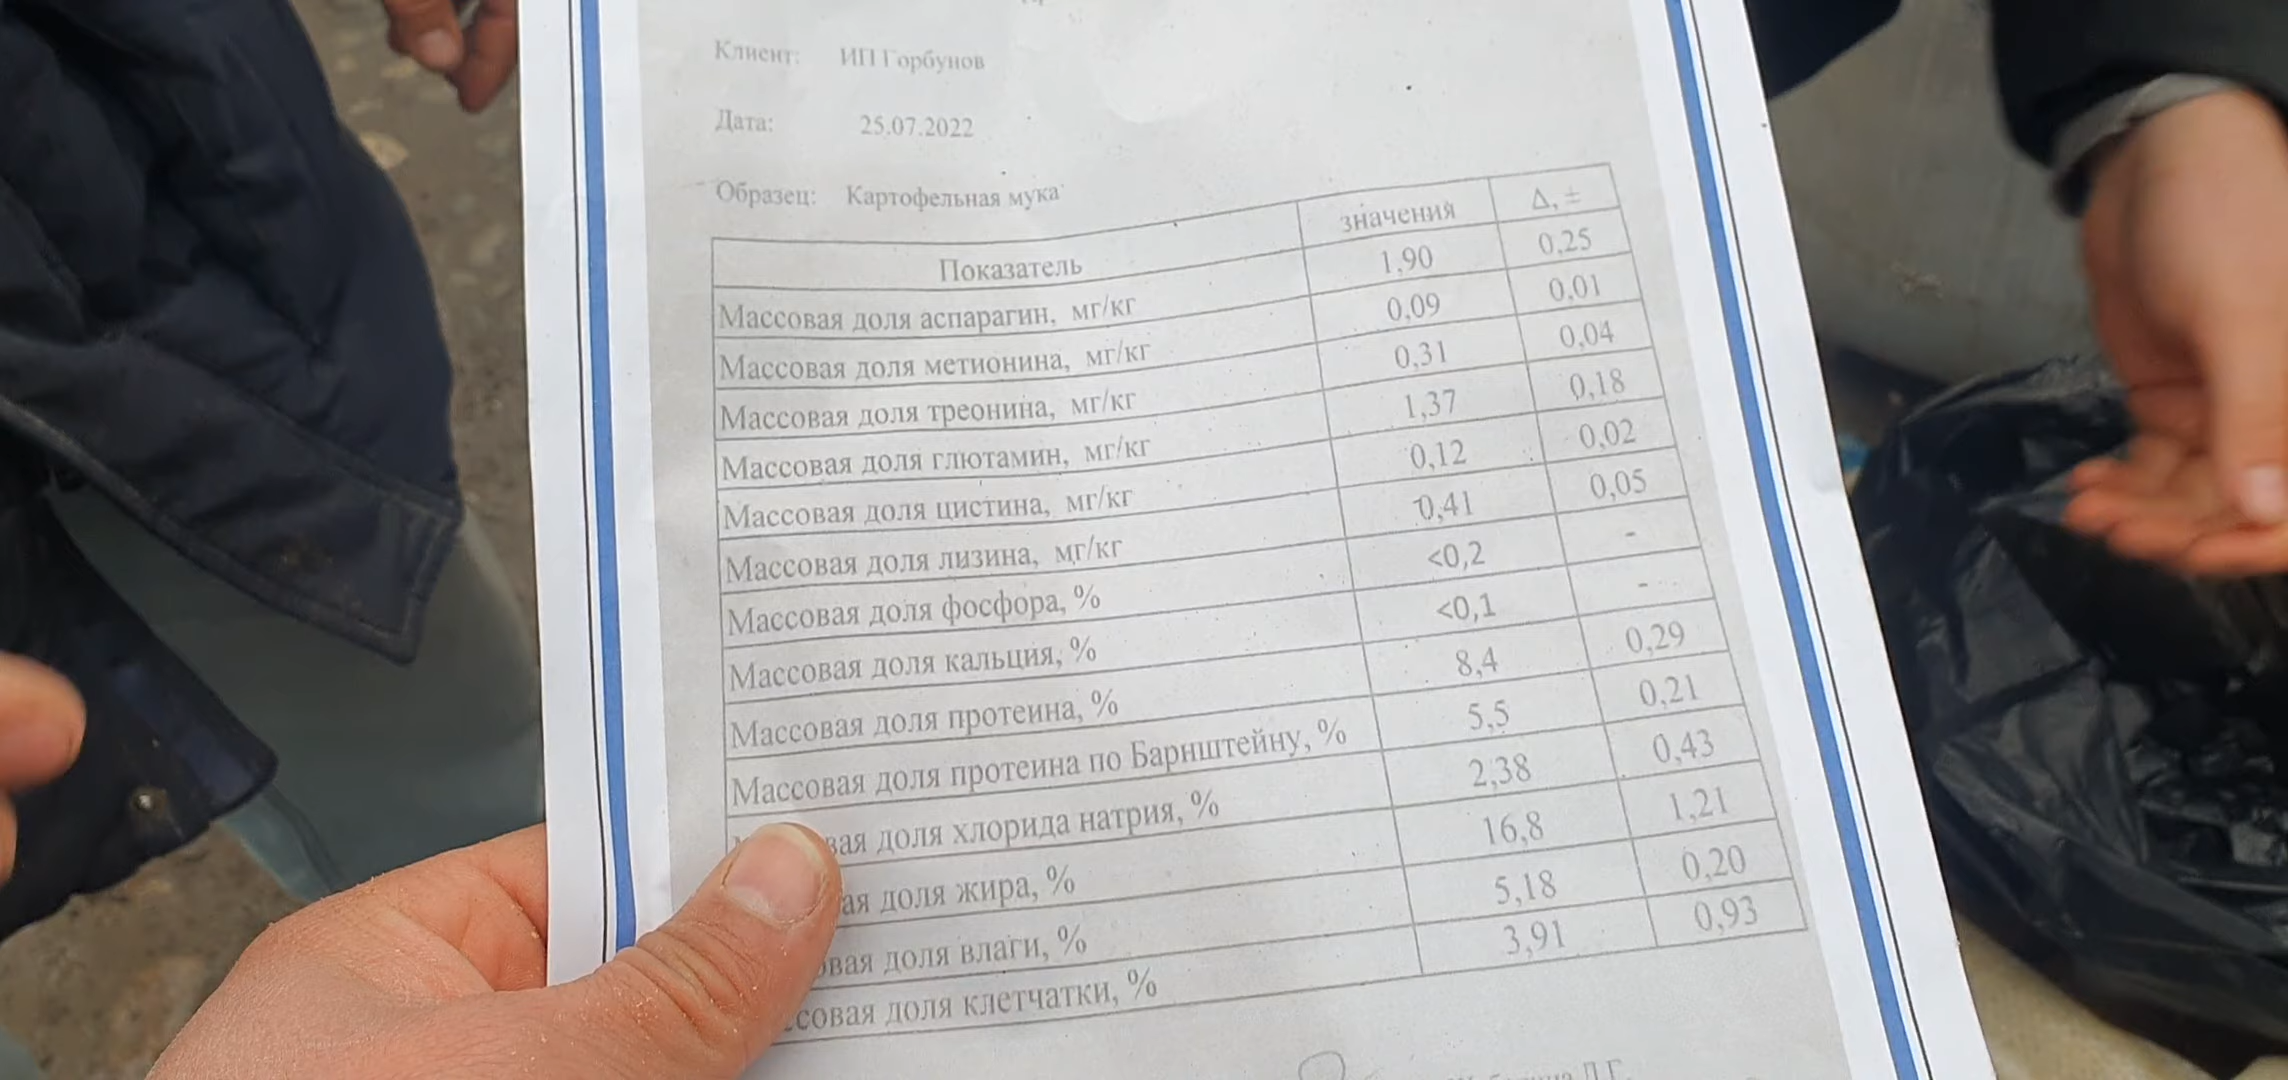 Клиент: ИП Горбунов
Дата: 25.07.2022
Образец: Картофельная мука
Показатель значения Δ, ±
Массовая доля аспарагин, мг/кг 1,90 0,25
Массовая доля метионина, мг/кг 0,09 0,01
Массовая доля треонина, мг/кг 0,31 0,04
Массовая доля глютамин, мг/кг 1,37 0,18
Массовая доля цистина, мг/кг 0,12 0,02
Массовая доля лизина, мг/кг 0,41 0,05
Массовая доля фосфора, % <0,2 -
Массовая доля кальция, % <0,1 -
Массовая доля протеина, % 8,4 0,29
Массовая доля протеина по Барнштейну, % 5,5 0,21
вая доля хлорида натрия, % 2,38 0,43
ая доля жира, % 16,8 1,21
овая доля влаги, % 5,18 0,20
совая доля клетчатки, % 3,91 0,93